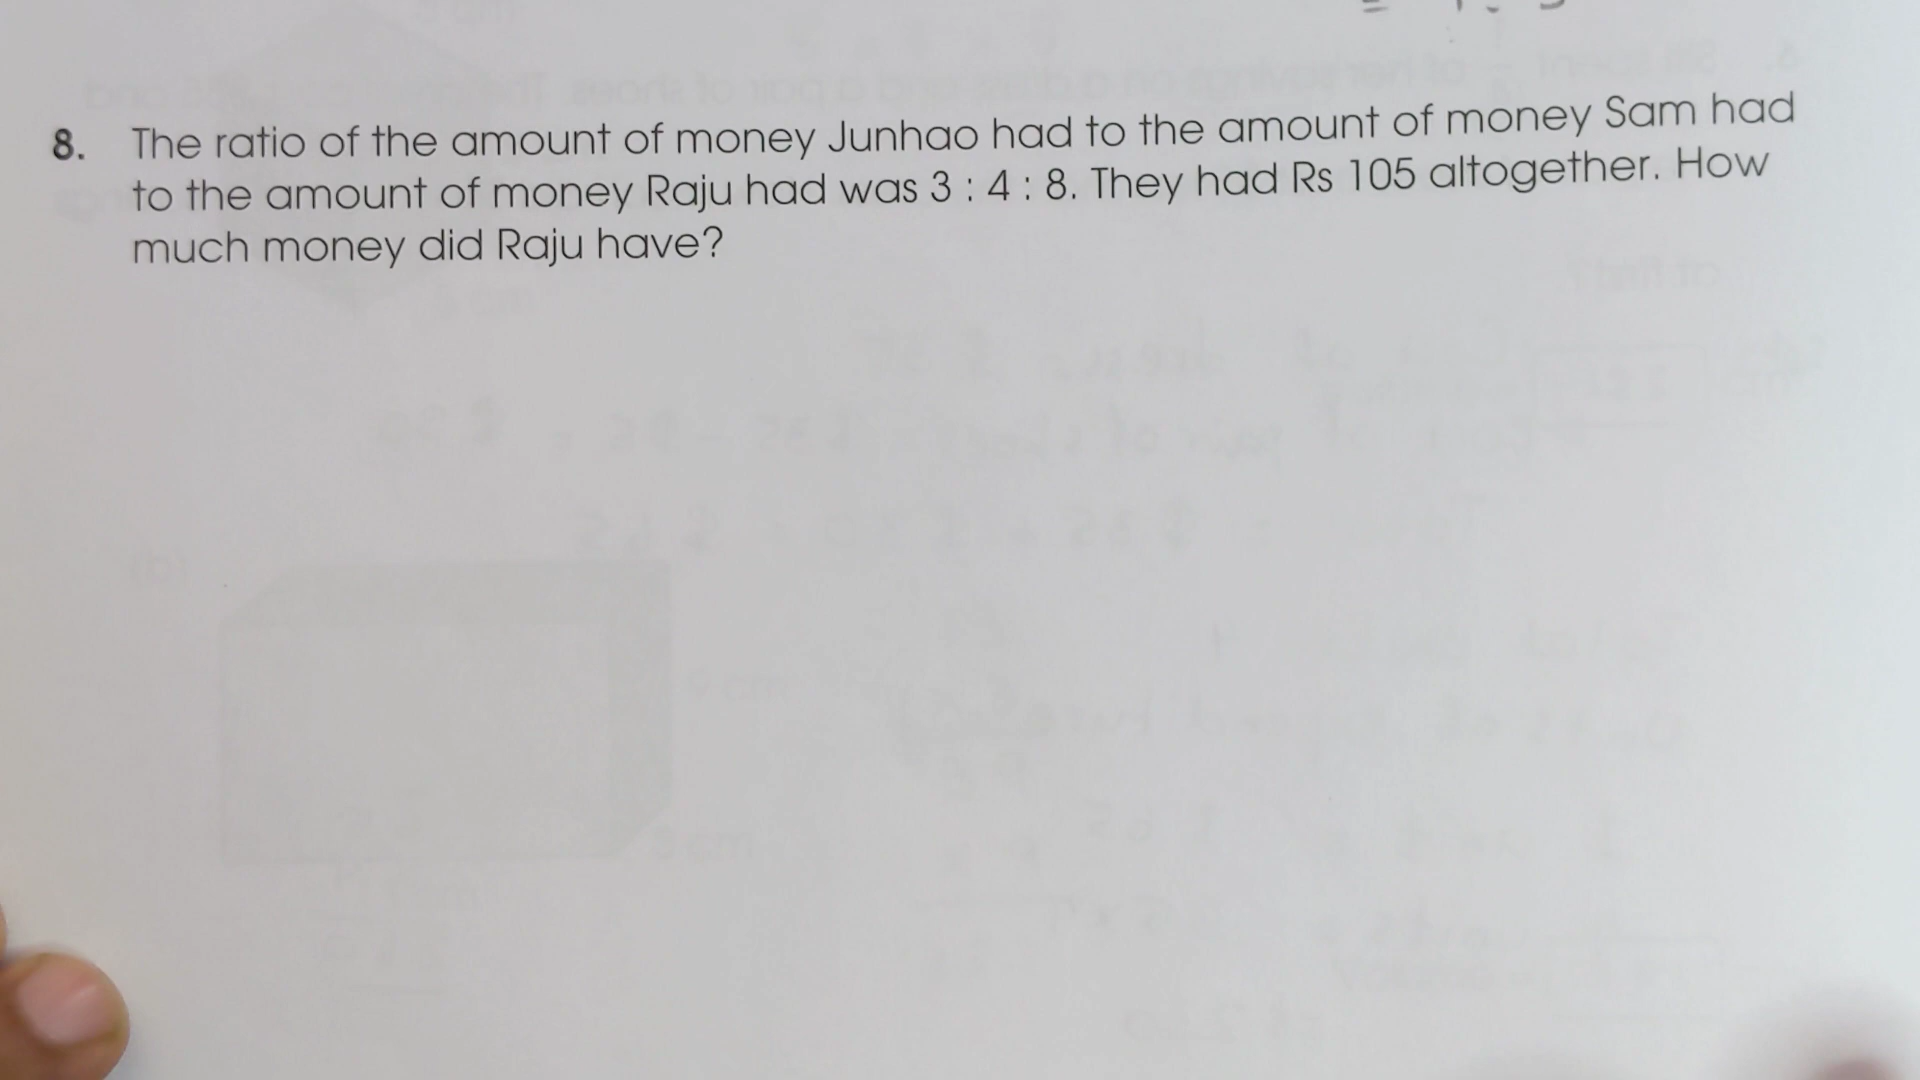 8. The ratio of the amount of money Junhao had to the amount of money Sam had
to the amount of money Raju had was 3 : 4 : 8. They had Rs 105 altogether. How
much money did Raju have?